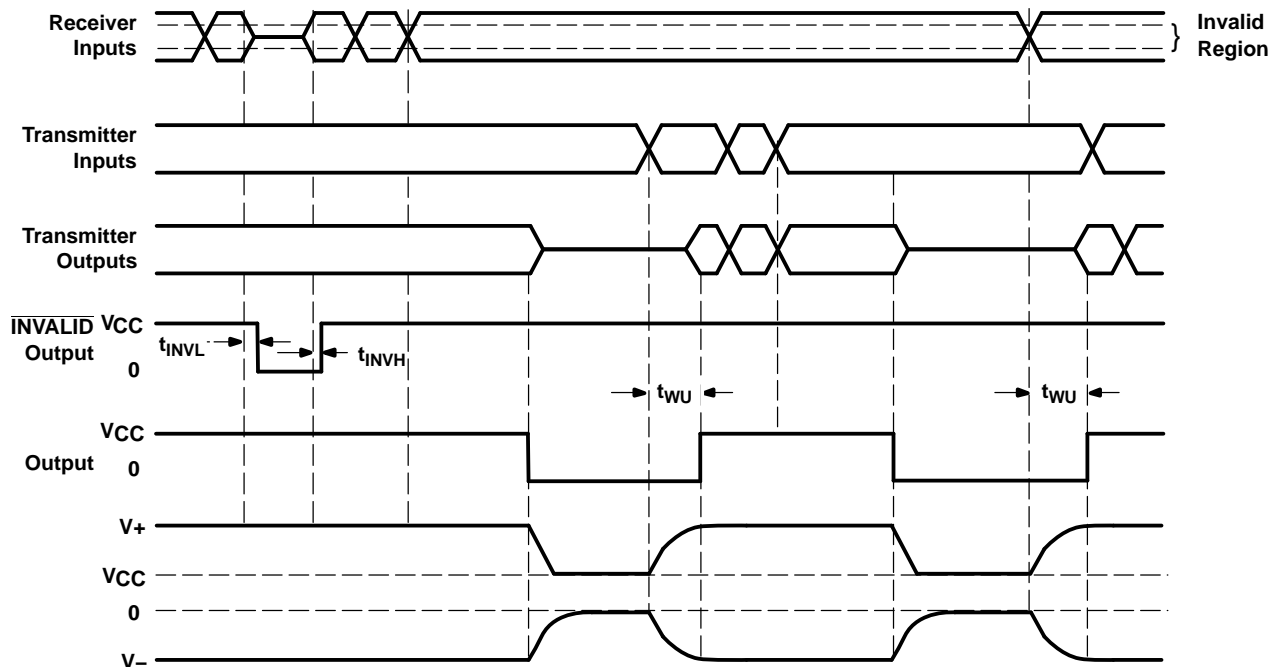 Receiver
Inputs
} Invalid
Region
Transmitter
Inputs
Transmitter
Outputs
INVALID VCC
Output
0
tINVL
tINVH
tWU
tWU
VCC
Output 0
V+
VCC
0
V–